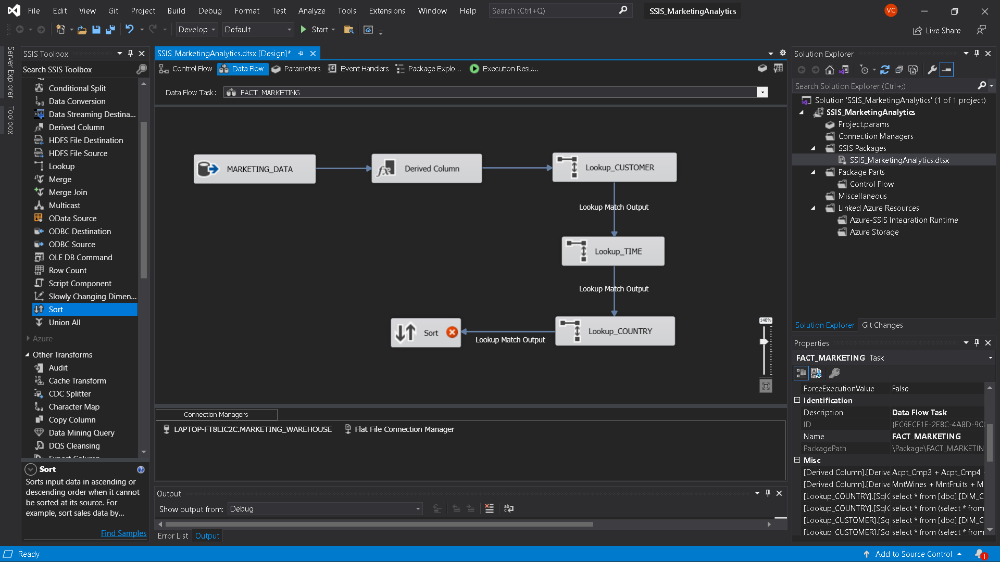 File Edit View Git Project Build Debug Format Test Analyze Tools Extensions Window Help Search (Ctrl+Q) SSIS_MarketingAnalytics VC
Develop Default Start Live Share
Server Explorer
Toolbox
SSIS Toolbox
Search SSIS Toolbox
Conditional Split
Data Conversion
Data Streaming Destina...
Derived Column
HDFS File Destination
HDFS File Source
Lookup
Merge
Merge Join
Multicast
OData Source
ODBC Destination
ODBC Source
OLE DB Command
Row Count
Script Component
Slowly Changing Dimen...
Sort
Union All
Azure
Other Transforms
Audit
Cache Transform
CDC Splitter
Character Map
Copy Column
Data Mining Query
DQS Cleansing
Export Column
Sort
Sorts input data in ascending or
descending order when it cannot
be sorted at its source. For
example, sort sales data by...
Find Samples
SSIS_MarketingAnalytics.dtsx [Design]*
Control Flow Data Flow Parameters Event Handlers Package Explo... Execution Resu...
Data Flow Task: FACT_MARKETING
MARKETING_DATA
Derived Column
Lookup_CUSTOMER
Lookup Match Output
Lookup_TIME
Lookup Match Output
Lookup_COUNTRY
Lookup Match Output
Sort
140%
Connection Managers
LAPTOP-FT8LIC2C.MARKETING_WAREHOUSE Flat File Connection Manager
Output
Show output from: Debug
Error List Output
Solution Explorer
Search Solution Explorer (Ctrl+;)
Solution 'SSIS_MarketingAnalytics' (1 of 1 project)
SSIS_MarketingAnalytics
Project.params
Connection Managers
SSIS Packages
SSIS_MarketingAnalytics.dtsx
Package Parts
Control Flow
Miscellaneous
Linked Azure Resources
Azure-SSIS Integration Runtime
Azure Storage
Solution Explorer Git Changes
Properties
FACT_MARKETING Task
ForceExecutionValue False
Identification
Description Data Flow Task
ID {EC6ECF1E-2E8C-4A8D-9C
Name FACT_MARKETING
PackagePath \Package\FACT_MARKETIN
Misc
[Derived Column].[Derive Acpt_Cmp3 + Acpt_Cmp4
[Derived Column].[Derive MntWines + MntFruits + M
[Lookup_COUNTRY].[SqlC select * from [dbo].[DIM_C
[Lookup_COUNTRY].[SqlC select * from (select * from
[Lookup_CUSTOMER].[Sq select * from [dbo].[DIM_C
[Lookup_CUSTOMER].[Sq select * from (select * from
Ready Add to Source Control 1